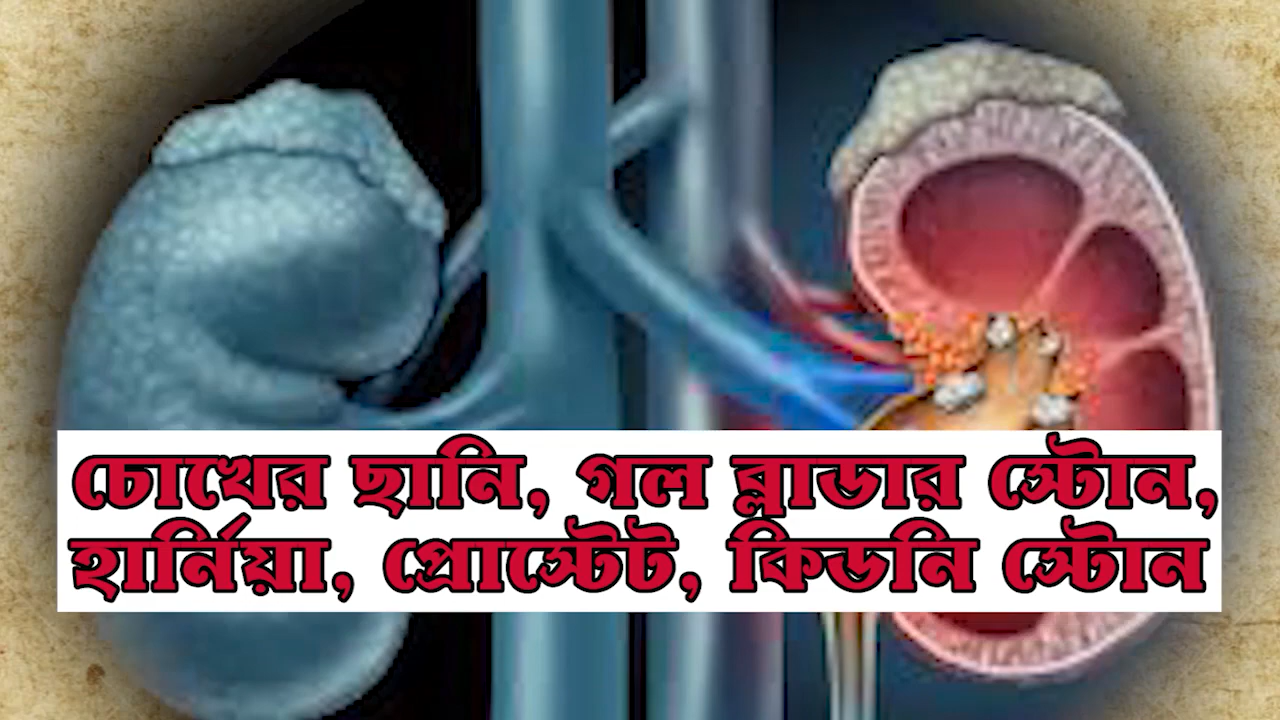 চোখের ছানি, গল ব্লাডার স্টোন,
হার্নিয়া, প্রোস্টেট, কিডনি স্টোন